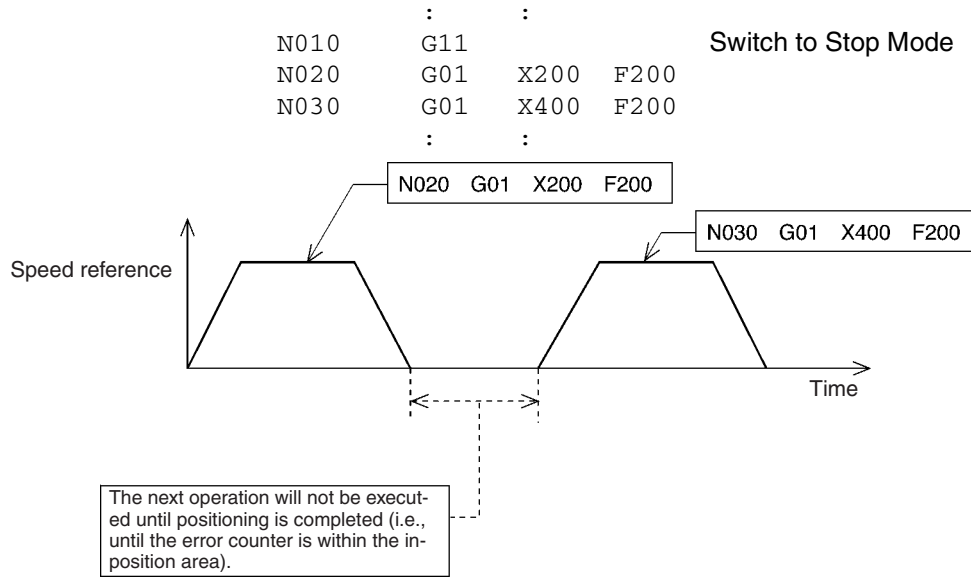 : :
N010 G11
Switch to Stop Mode
N020 G01 X200 F200
N030 G01 X400 F200
: :
N020 G01 X200 F200
N030 G01 X400 F200
Speed reference
Time
The next operation will not be execut-
ed until positioning is completed (i.e.,
until the error counter is within the in-
position area).